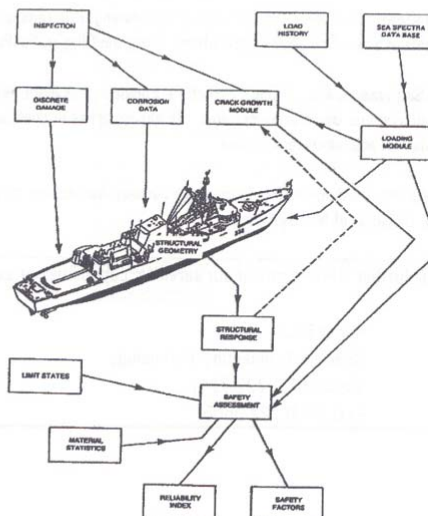 INSPECTION
LOAD
HISTORY
SEA SPECTRA
DATA BASE
DISCRETE
DAMAGE
CORROSION
DATA
CRACK GROWTH
MODULE
LOADING
MODULE
STRUCTURAL
GEOMETRY
STRUCTURAL
RESPONSE
LIMIT STATES
SAFETY
ASSESSMENT
MATERIAL
STATISTICS
RELIABILITY
INDEX
SAFETY
FACTORS